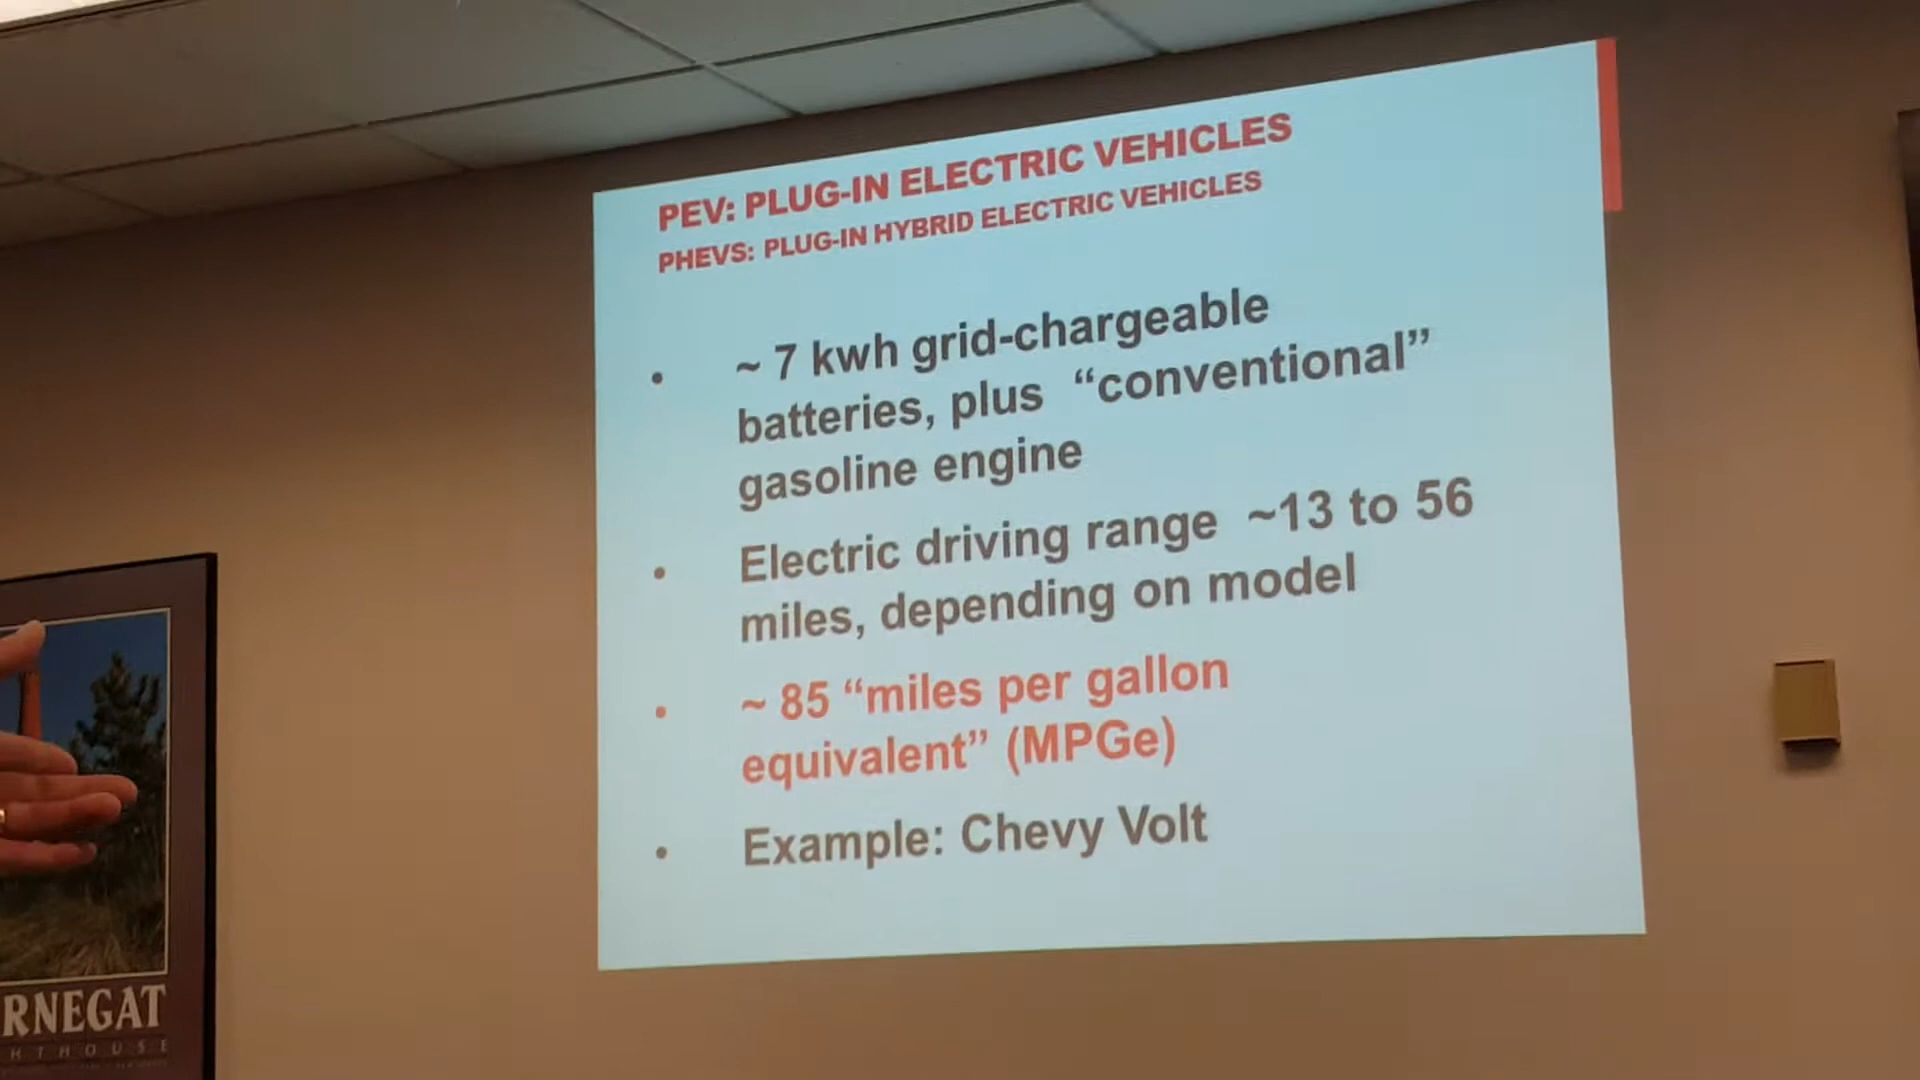 PEV: PLUG-IN ELECTRIC VEHICLES
PHEVS: PLUG-IN HYBRID ELECTRIC VEHICLES
• ~ 7 kwh grid-chargeable
batteries, plus “conventional”
gasoline engine
• Electric driving range ~13 to 56
miles, depending on model
• ~ 85 “miles per gallon
equivalent” (MPGe)
• Example: Chevy Volt
RNEGAT
HTHOUSE